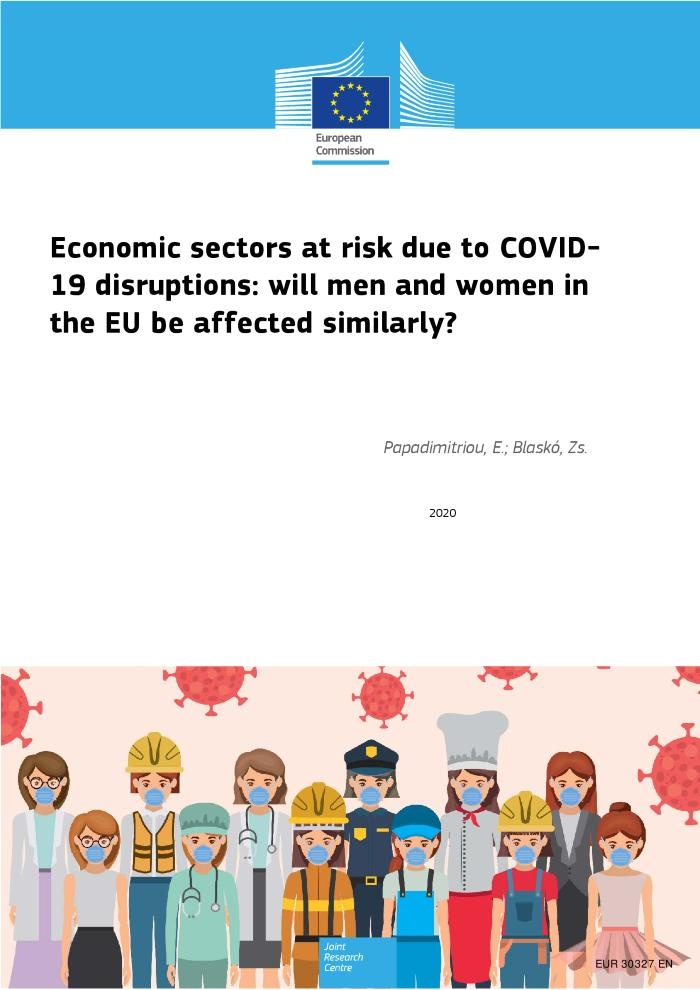 European
Commission
Economic sectors at risk due to COVID-
19 disruptions: will men and women in
the EU be affected similarly?
Papadimitriou, E.; Blaskó, Zs.
2020
Joint
Research
Centre
EUR 30327 EN